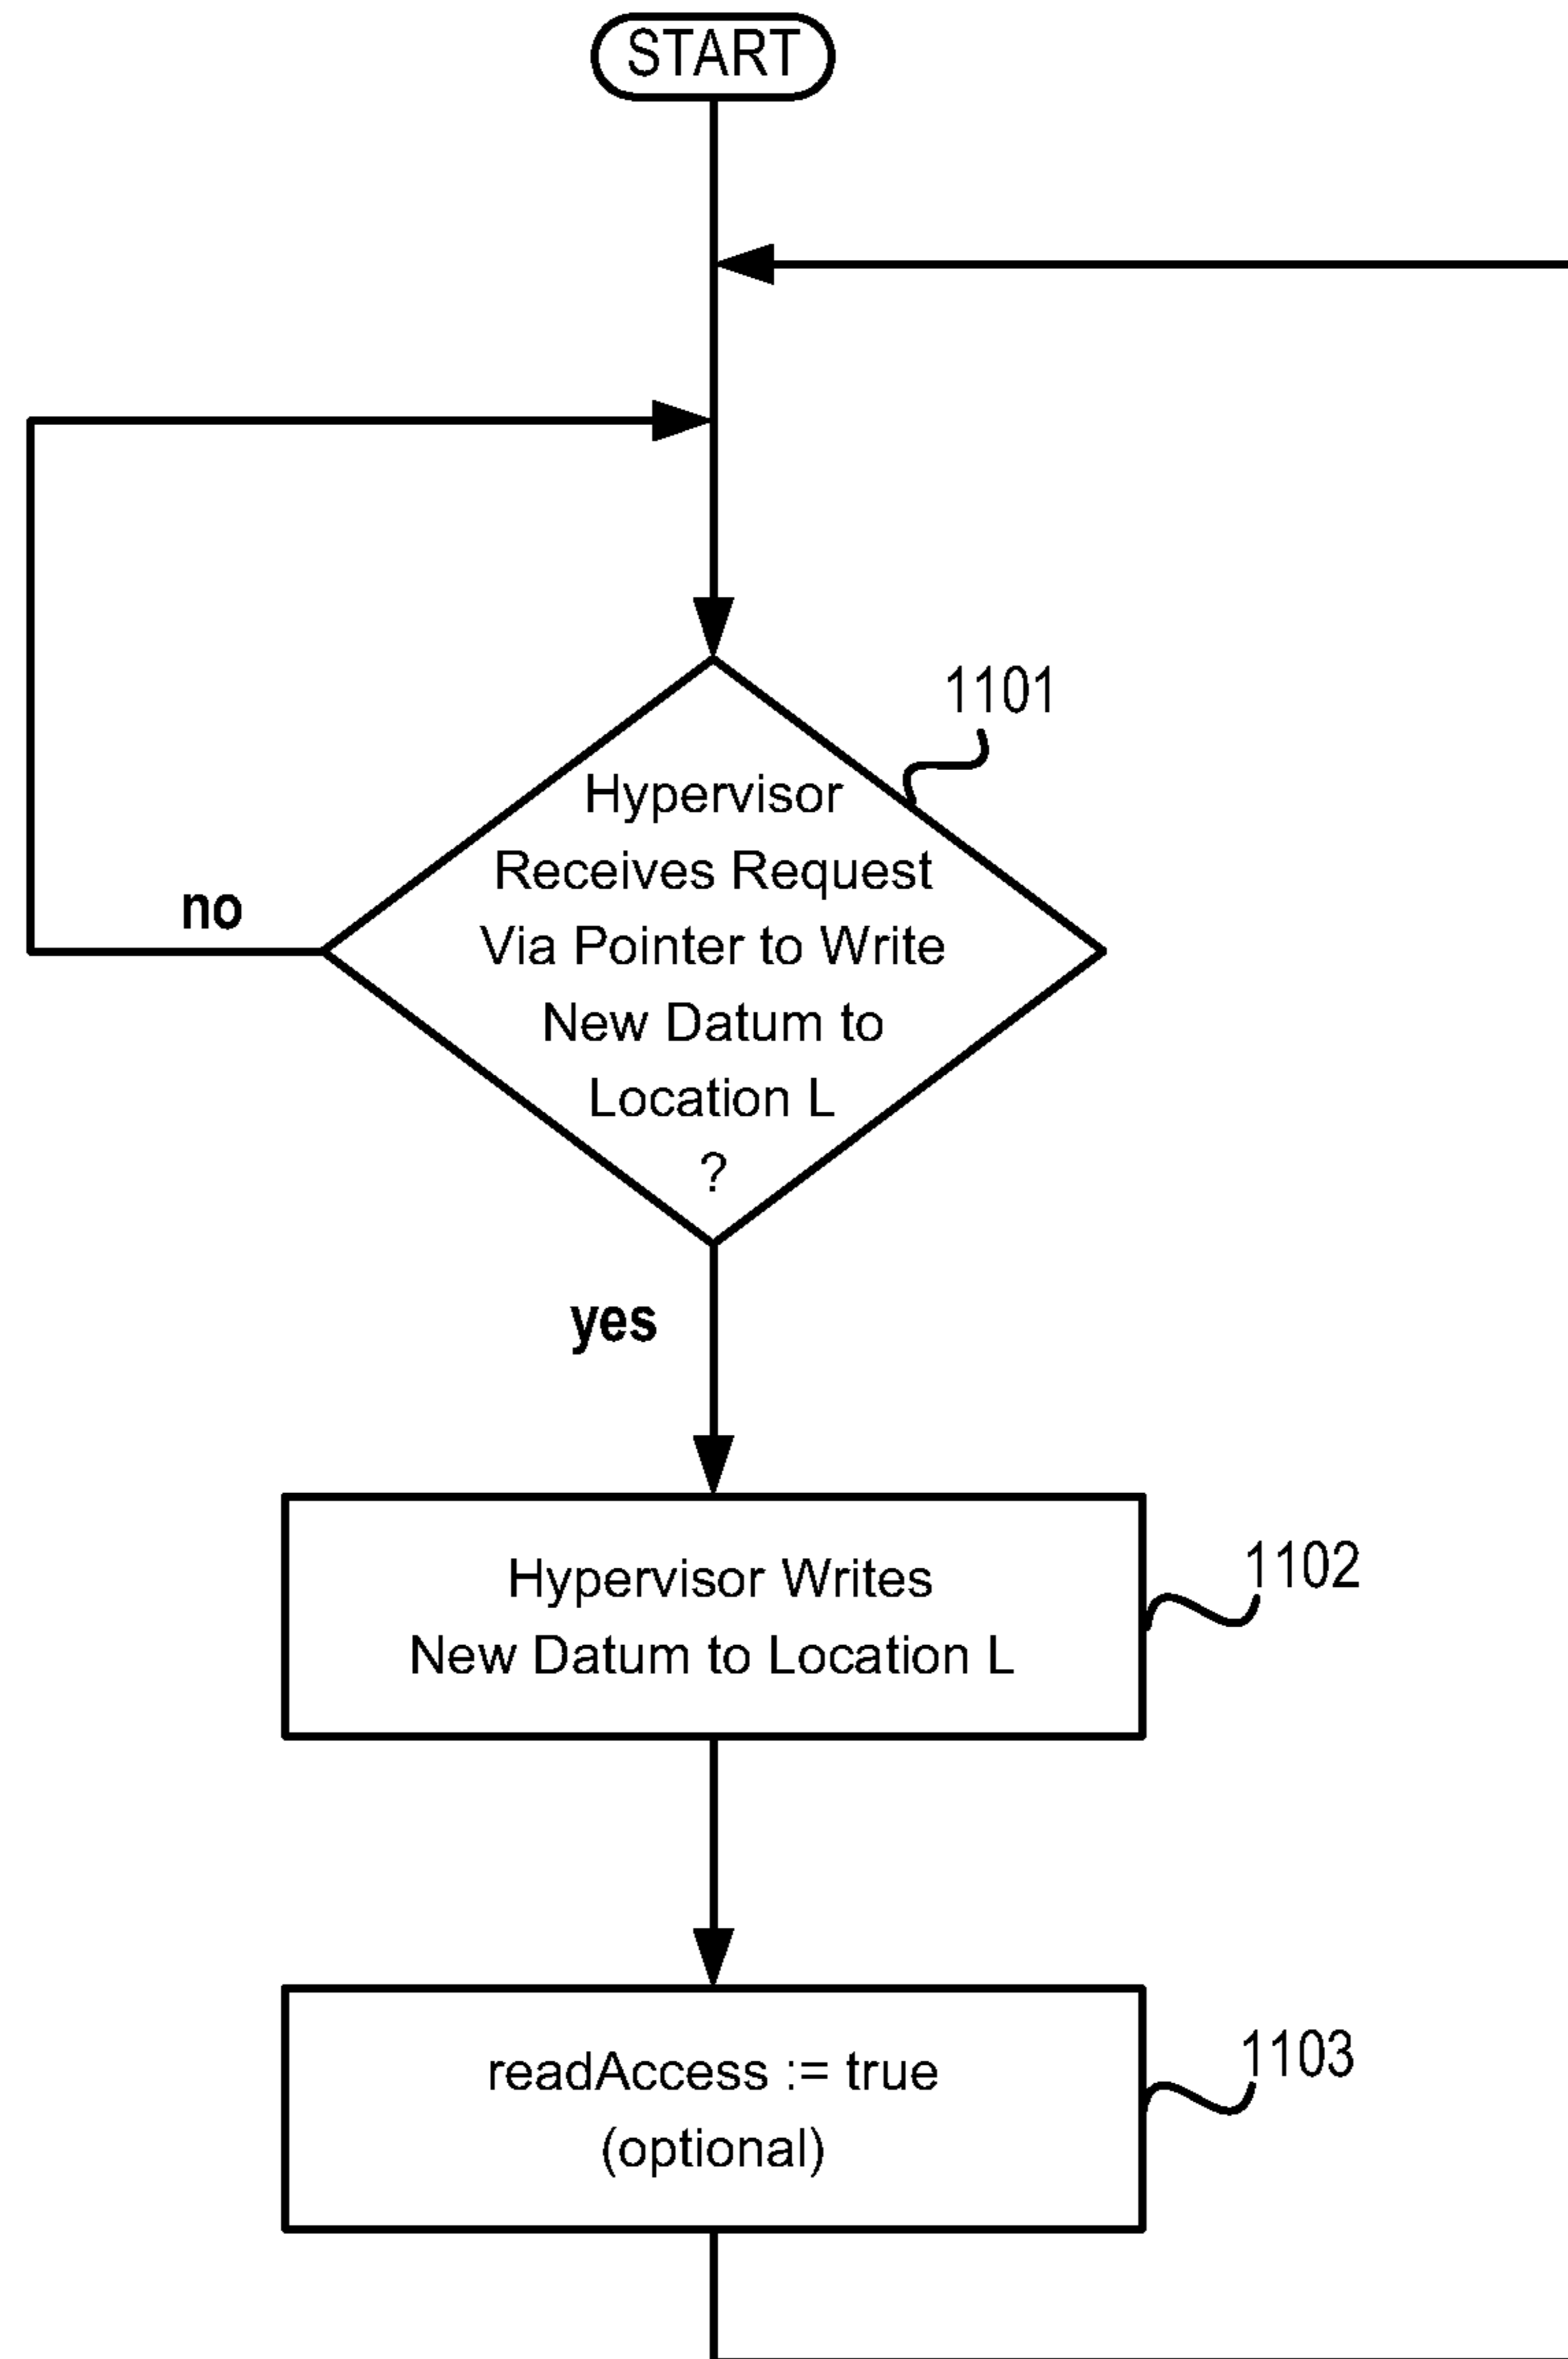 START
1101
Hypervisor
Receives Request
Via Pointer to Write
New Datum to
Location L
?
no
yes
Hypervisor Writes
New Datum to Location L
1102
readAccess := true
(optional)
1103